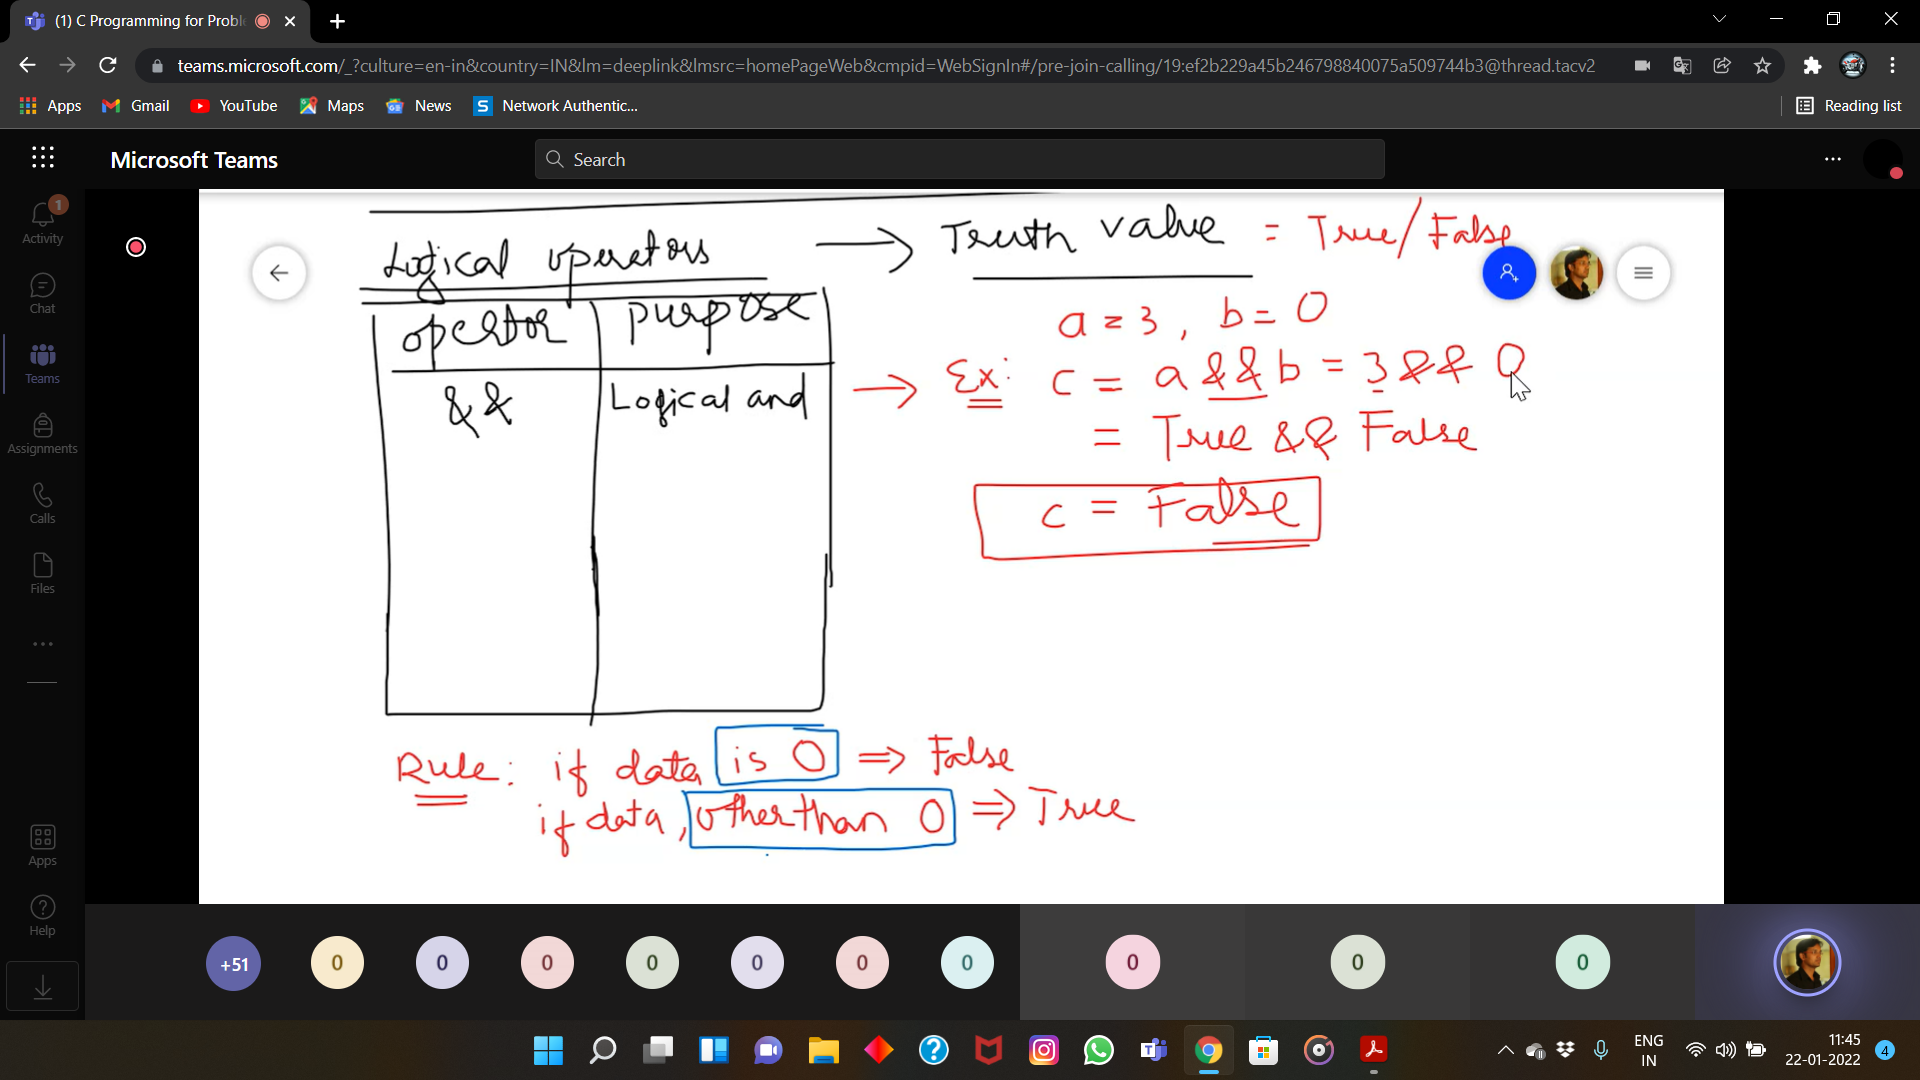 (1) C Programming for Probl
teams.microsoft.com/_?culture=en-in&country=IN&lm=deeplink&lmsrc=homePageWeb&cmpid=WebSignIn#/pre-join-calling/19:ef2b229a45b246798840075a509744b3@thread.tacv2
Apps Gmail YouTube Maps News Network Authentic... Reading list
Microsoft Teams
Search
1
Activity
Chat
Teams
Assignments
Calls
Files
Apps
Help
Logical operators → Truth value = True/False
opertor purpose
&& Logical and
a = 3, b = 0
→ Ex: c = a && b = 3 && 0
= True && False
c = False
Rule: if data is 0 ⇒ False
if data, other than 0 ⇒ True
+51 0 0 0 0 0 0 0 0 0 0
ENG
IN
11:45
22-01-2022
4